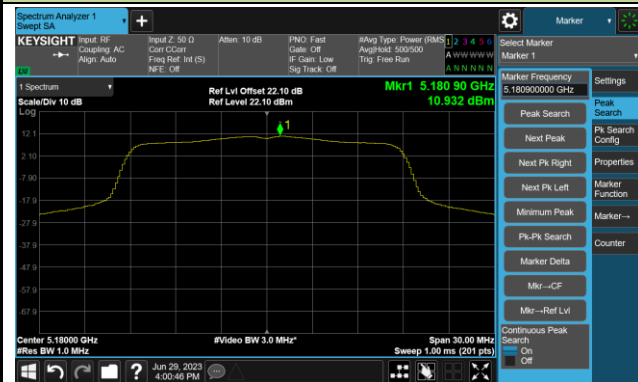 Spectrum Analyzer 1
Swept SA
+
Marker
KEYSIGHT
Input: RF
Coupling: AC
Align: Auto
Input Z: 50 Ω
Corr CCorr
Freq Ref: Int (S)
NFE: Off
Atten: 10 dB
PNO: Fast
Gate: Off
IF Gain: Low
Sig Track: Off
#Avg Type: Power (RMS)
Avg|Hold: 500/500
Trig: Free Run
1 2 3 4 5 6
A W W W W W
A N N N N N
LXI
Select Marker
Marker 1
1 Spectrum
Scale/Div 10 dB
Log
Ref Lvl Offset 22.10 dB
Ref Level 22.10 dBm
Mkr1 5.180 90 GHz
10.932 dBm
1
12.1
2.10
-7.90
-17.9
-27.9
-37.9
-47.9
-57.9
-67.9
Center 5.18000 GHz
#Res BW 1.0 MHz
#Video BW 3.0 MHz*
Span 30.00 MHz
Sweep 1.00 ms (201 pts)
Marker Frequency
5.180900000 GHz
Peak Search
Next Peak
Next Pk Right
Next Pk Left
Minimum Peak
Pk-Pk Search
Marker Delta
Mkr→CF
Mkr→Ref Lvl
Continuous Peak
Search
On
Off
Settings
Peak
Search
Pk Search
Config
Properties
Marker
Function
Marker→
Counter
?
Jun 29, 2023
4:00:46 PM